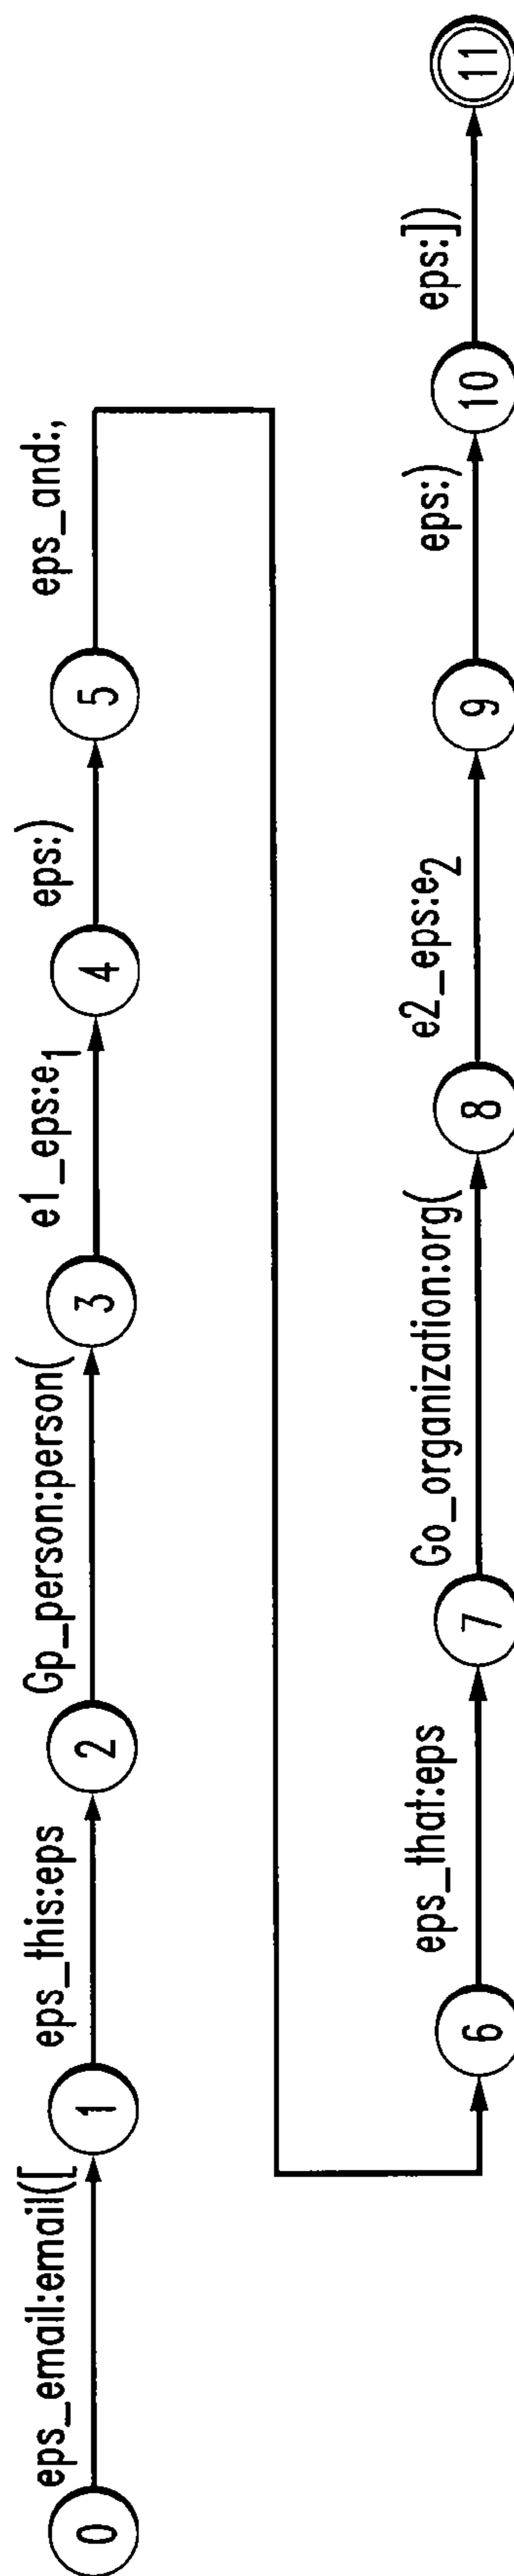 0 eps_email:email([ 1 eps_this:eps 2 Gp_person:person( 3 e1_eps:e1 4 eps:) 5 eps_and:,
6 eps_that:eps 7 Go_organization:org( 8 e2_eps:e2 9 eps:) 10 eps:]) 11